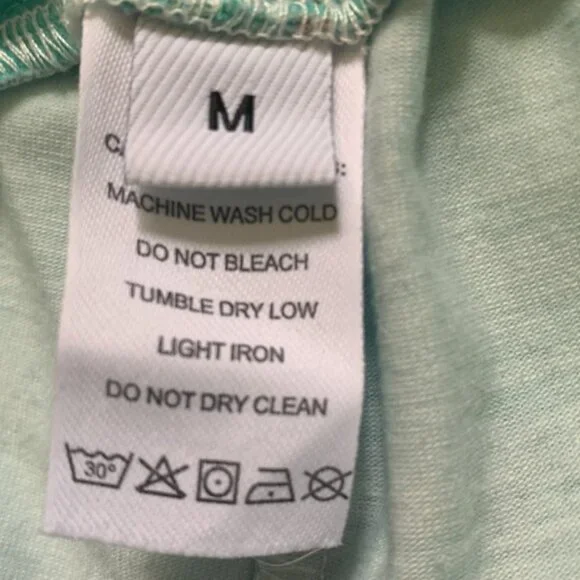 M
MACHINE WASH COLD
DO NOT BLEACH
TUMBLE DRY LOW
LIGHT IRON
DO NOT DRY CLEAN
30°